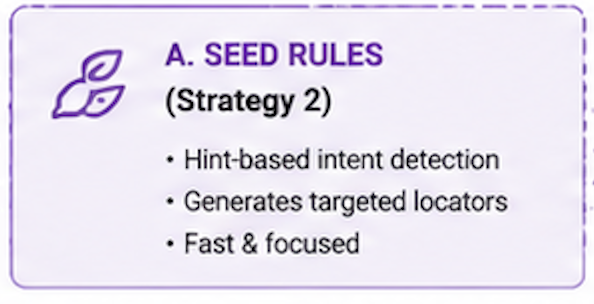 A. SEED RULES
(Strategy 2)
• Hint-based intent detection
• Generates targeted locators
• Fast & focused